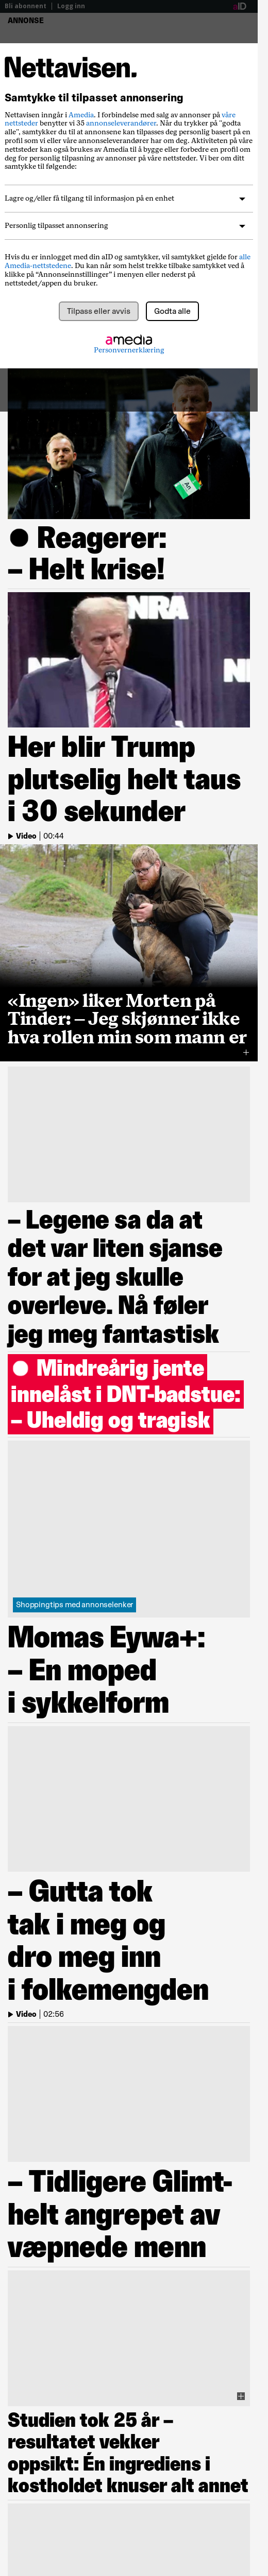 Bli abonnent | Logg inn
aID
ANNONSE
Nettavisen.
Samtykke til tilpasset annonsering
Nettavisen inngår i Amedia. I forbindelse med salg av annonser på våre
nettsteder benytter vi 35 annonseleverandører. Når du trykker på "godta
alle", samtykker du til at annonsene kan tilpasses deg personlig basert på en
profil som vi eller våre annonseleverandører har om deg. Aktiviteten på våre
nettsteder kan også brukes av Amedia til å bygge eller forbedre en profil om
deg for personlig tilpasning av annonser på våre nettsteder. Vi ber om ditt
samtykke til følgende:
Lagre og/eller få tilgang til informasjon på en enhet
Personlig tilpasset annonsering
Hvis du er innlogget med din aID og samtykker, vil samtykket gjelde for alle
Amedia-nettstedene. Du kan når som helst trekke tilbake samtykket ved å
klikke på “Annonseinnstillinger” i menyen eller nederst på
nettstedet/appen du bruker.
Tilpass eller avvis
Godta alle
amedia
Personvernerklæring
An
● Reagerer:
– Helt krise!
NRA
Her blir Trump
plutselig helt taus
i 30 sekunder
Video | 00:44
«Ingen» liker Morten på
Tinder: – Jeg skjønner ikke
hva rollen min som mann er
– Legene sa da at
det var liten sjanse
for at jeg skulle
overleve. Nå føler
jeg meg fantastisk
● Mindreårig jente
innelåst i DNT-badstue:
– Uheldig og tragisk
Shoppingtips med annonselenker
Momas Eywa+:
– En moped
i sykkelform
– Gutta tok
tak i meg og
dro meg inn
i folkemengden
Video | 02:56
– Tidligere Glimt-
helt angrepet av
væpnede menn
Studien tok 25 år –
resultatet vekker
oppsikt: Én ingrediens i
kostholdet knuser alt annet